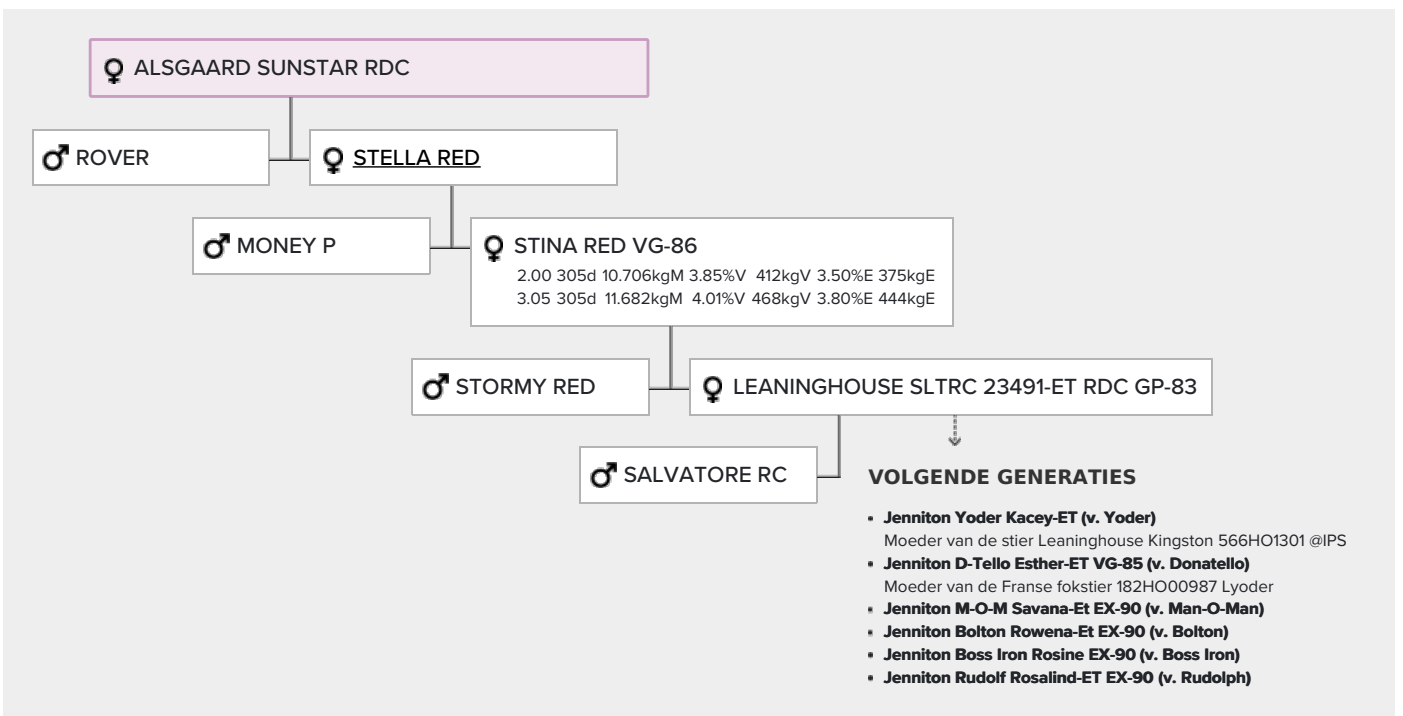 ALSGAARD SUNSTAR RDC
ROVER
STELLA RED
MONEY P
STINA RED VG-86
2.00 305d 10.706kgM 3.85%V 412kgV 3.50%E 375kgE
3.05 305d 11.682kgM 4.01%V 468kgV 3.80%E 444kgE
STORMY RED
LEANINGHOUSE SLTRC 23491-ET RDC GP-83
SALVATORE RC
VOLGENDE GENERATIES
Jenniton Yoder Kacey-ET (v. Yoder)
Moeder van de stier Leaninghouse Kingston 566HO1301 @IPS
Jenniton D-Tello Esther-ET VG-85 (v. Donatello)
Moeder van de Franse fokstier 182HO00987 Lyoder
Jenniton M-O-M Savana-Et EX-90 (v. Man-O-Man)
Jenniton Bolton Rowena-Et EX-90 (v. Bolton)
Jenniton Boss Iron Rosine EX-90 (v. Boss Iron)
Jenniton Rudolf Rosalind-ET EX-90 (v. Rudolph)